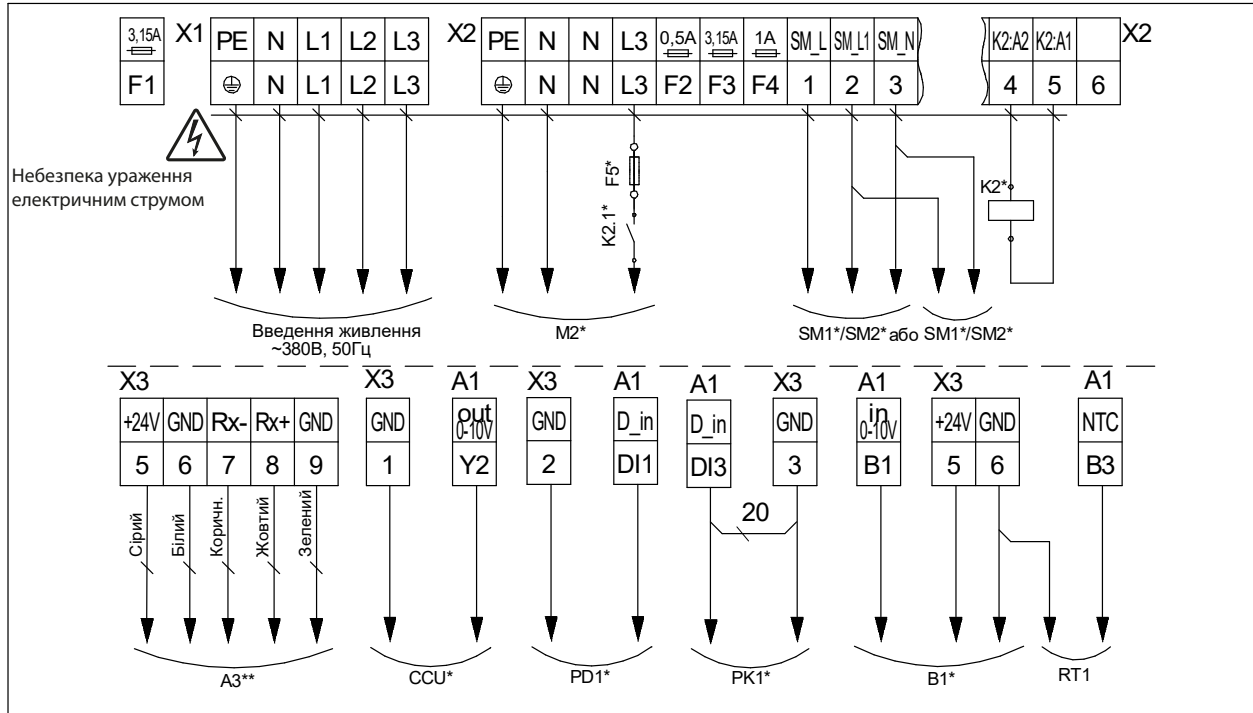 3,15A X1 PE N L1 L2 L3 X2 PE N N L3 0,5A 3,15A 1A SM_L SM_L1 SM_N K2:A2 K2:A1 X2
F1 N L1 L2 L3 N N L3 F2 F3 F4 1 2 3 4 5 6
Небезпека ураження
електричним струмом
F5*
K2.1*
K2*
Введення живлення
~380В, 50Гц
M2*
SM1*/SM2* або SM1*/SM2*
X3 X3 A1 X3 A1 A1 X3 A1 X3 A1
+24V GND Rx- Rx+ GND GND out 0-10V GND D_in D_in GND in 0-10V +24V GND NTC
5 6 7 8 9 1 Y2 2 DI1 DI3 3 B1 5 6 B3
Сірий
Білий
Коричн.
Жовтий
Зелений
20
A3** CCU* PD1* PK1* B1* RT1